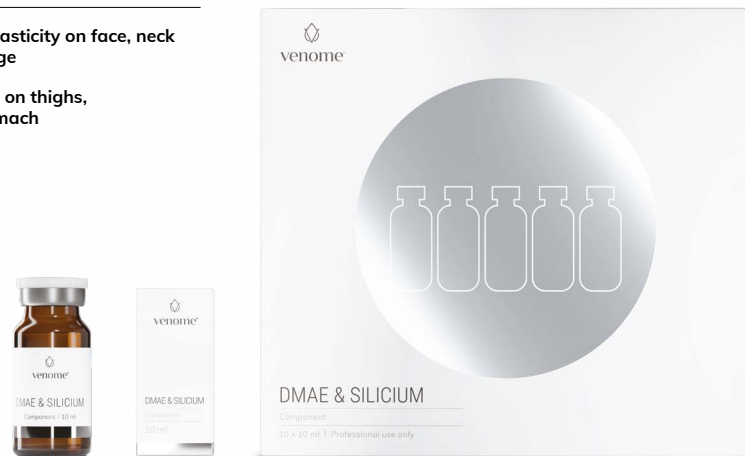 asticity on face, neck
ge
on thighs,
mach
venome
DMAE & SILICIUM
Component
10 x 10 ml | Professional use only
venome
DMAE & SILICIUM
Component | 10 ml
venome
DMAE & SILICIUM
Component
10 ml